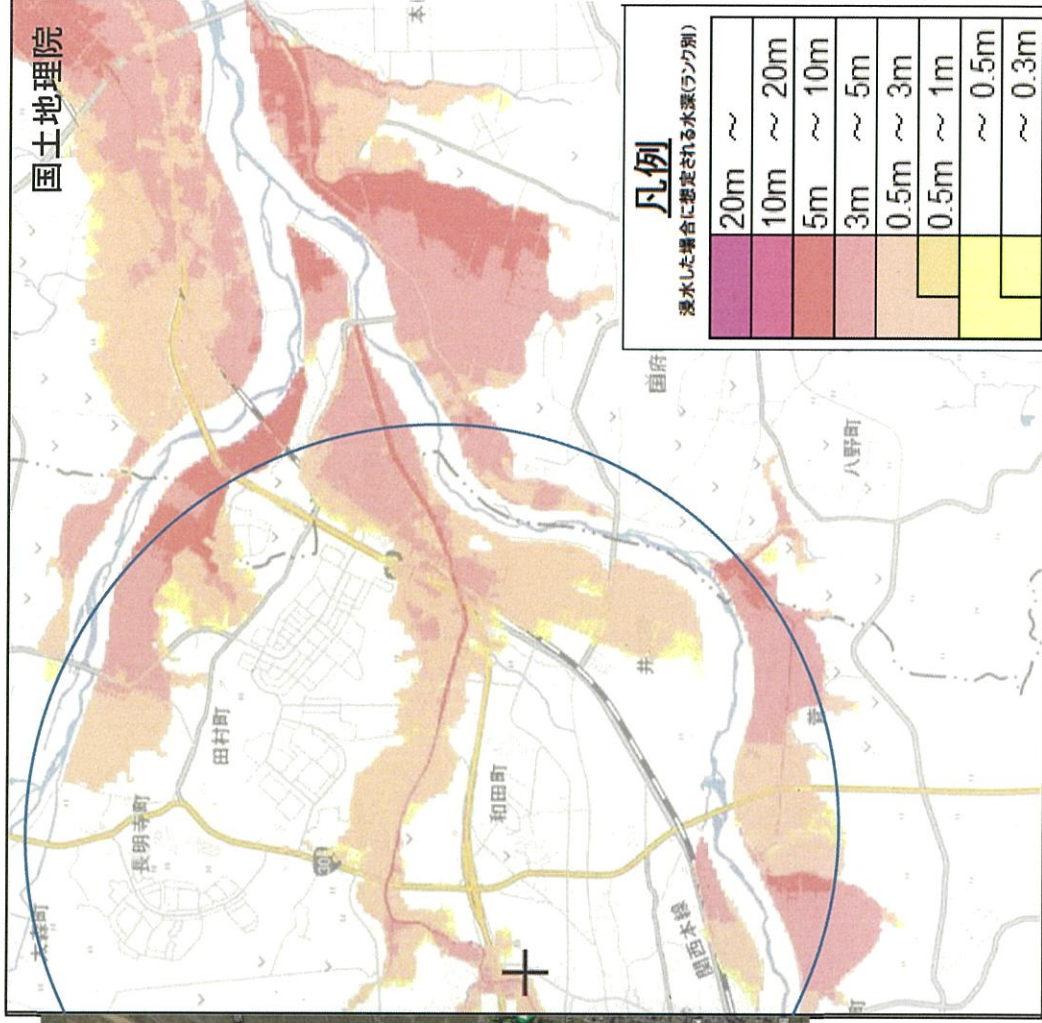 国土地理院
本
長明寺町
田村町
和田町
井
関西本線
国府
八野町
町
凡例
浸水した場合に想定される水深(ランク別)
20m ～
10m ～ 20m
5m ～ 10m
3m ～ 5m
0.5m ～ 3m
0.5m ～ 1m
～ 0.5m
～ 0.3m